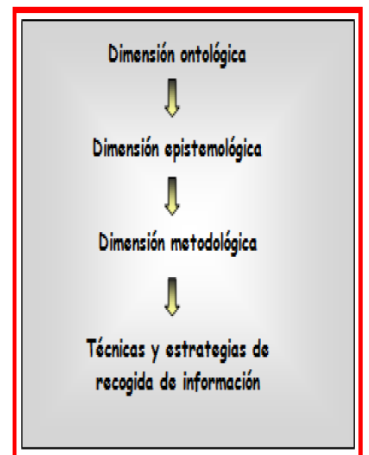 Dimensión ontológica
Dimensión epistemológica
Dimensión metodológica
Técnicas y estrategias de
recogida de información